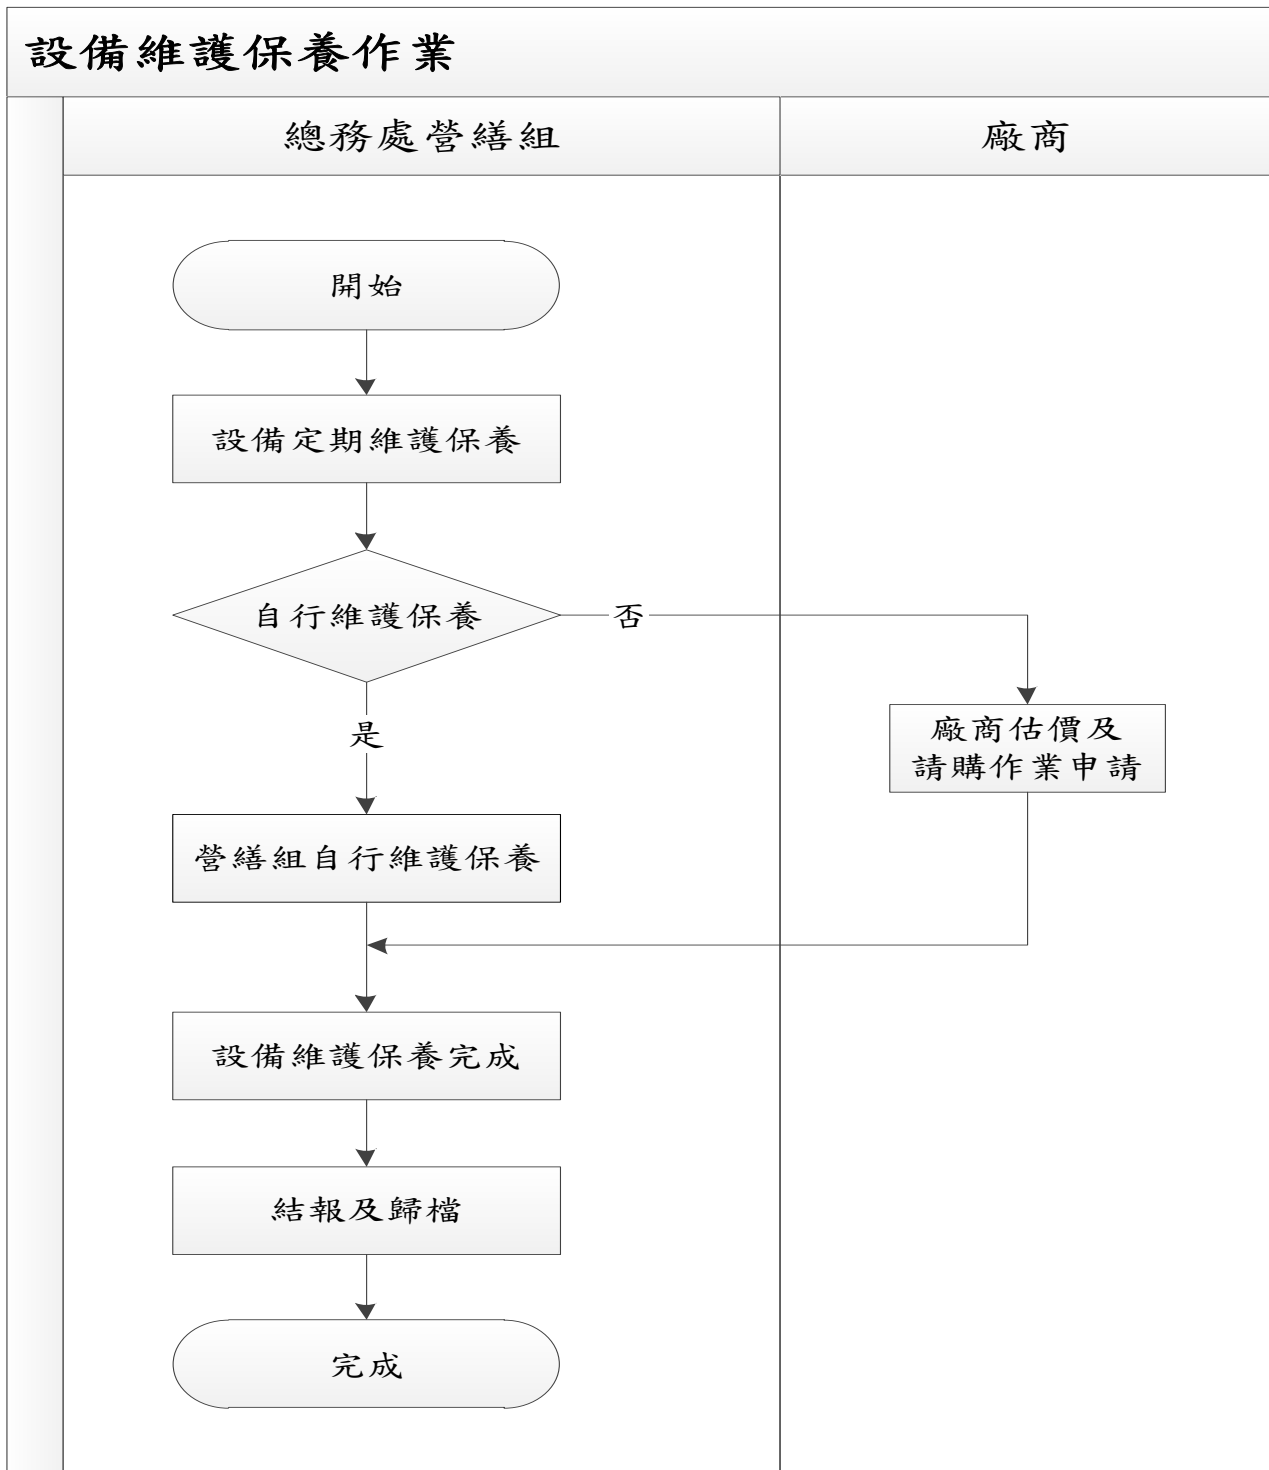 設備維護保養作業
總務處營繕組
廠商
開始
設備定期維護保養
自行維護保養
否
是
廠商估價及
請購作業申請
營繕組自行維護保養
設備維護保養完成
結報及歸檔
完成